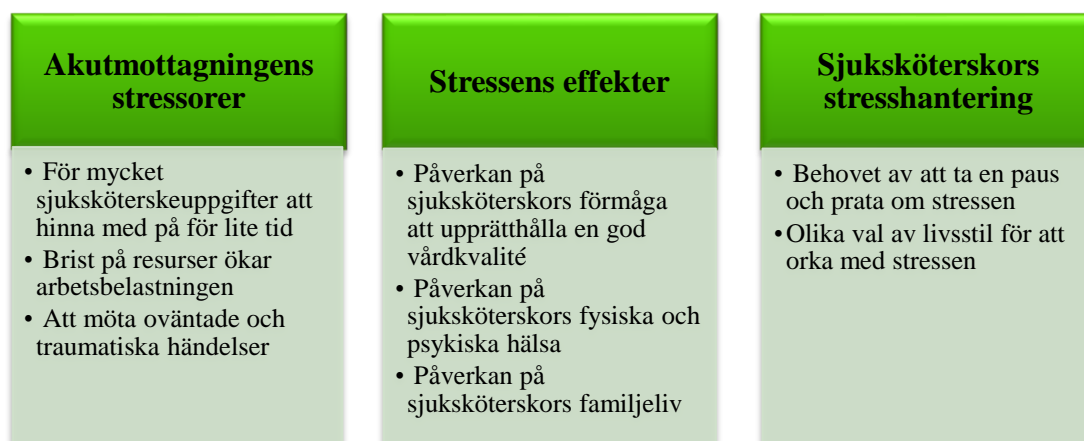 Akutmottagningens
stressorer
• För mycket
sjuksköterskeuppgifter att
hinna med på för lite tid
• Brist på resurser ökar
arbetsbelastningen
• Att möta oväntade och
traumatiska händelser
Stressens effekter
• Påverkan på
sjuksköterskors förmåga
att upprätthålla en god
vårdkvalité
• Påverkan på
sjuksköterskors fysiska och
psykiska hälsa
• Påverkan på
sjuksköterskors familjeliv
Sjuksköterskors
stresshantering
• Behovet av att ta en paus
och prata om stressen
• Olika val av livsstil för att
orka med stressen